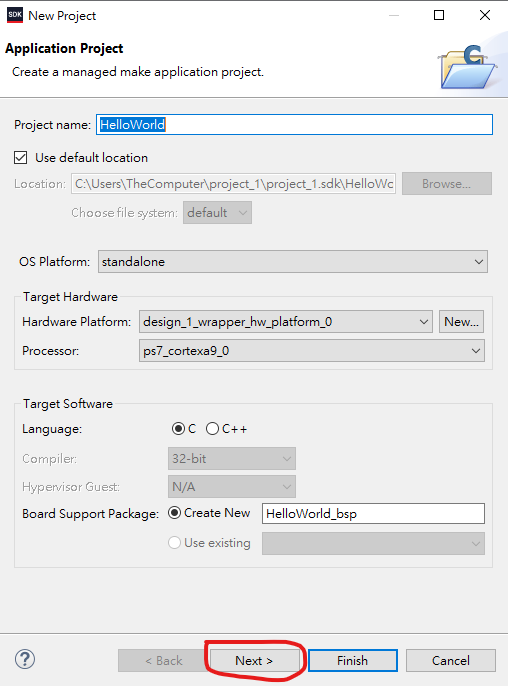 SDK New Project
Application Project
Create a managed make application project.
C
Project name: HelloWorld
Use default location
Location: C:\Users\TheComputer\project_1\project_1.sdk\HelloWc Browse...
Choose file system: default
OS Platform: standalone
Target Hardware
Hardware Platform: design_1_wrapper_hw_platform_0 New...
Processor: ps7_cortexa9_0
Target Software
Language: C C++
Compiler: 32-bit
Hypervisor Guest: N/A
Board Support Package: Create New HelloWorld_bsp
Use existing
? < Back Next > Finish Cancel